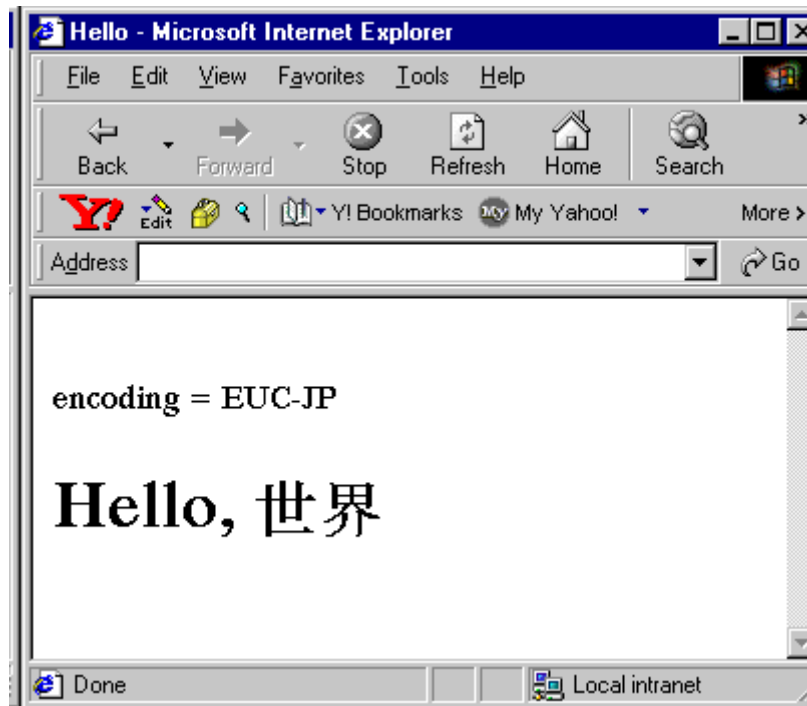 Hello - Microsoft Internet Explorer
File Edit View Favorites Tools Help
Back Forward Stop Refresh Home Search
Y! Edit Y! Bookmarks My Yahoo! More
Address Go
encoding = EUC-JP
Hello, 世界
Done Local intranet